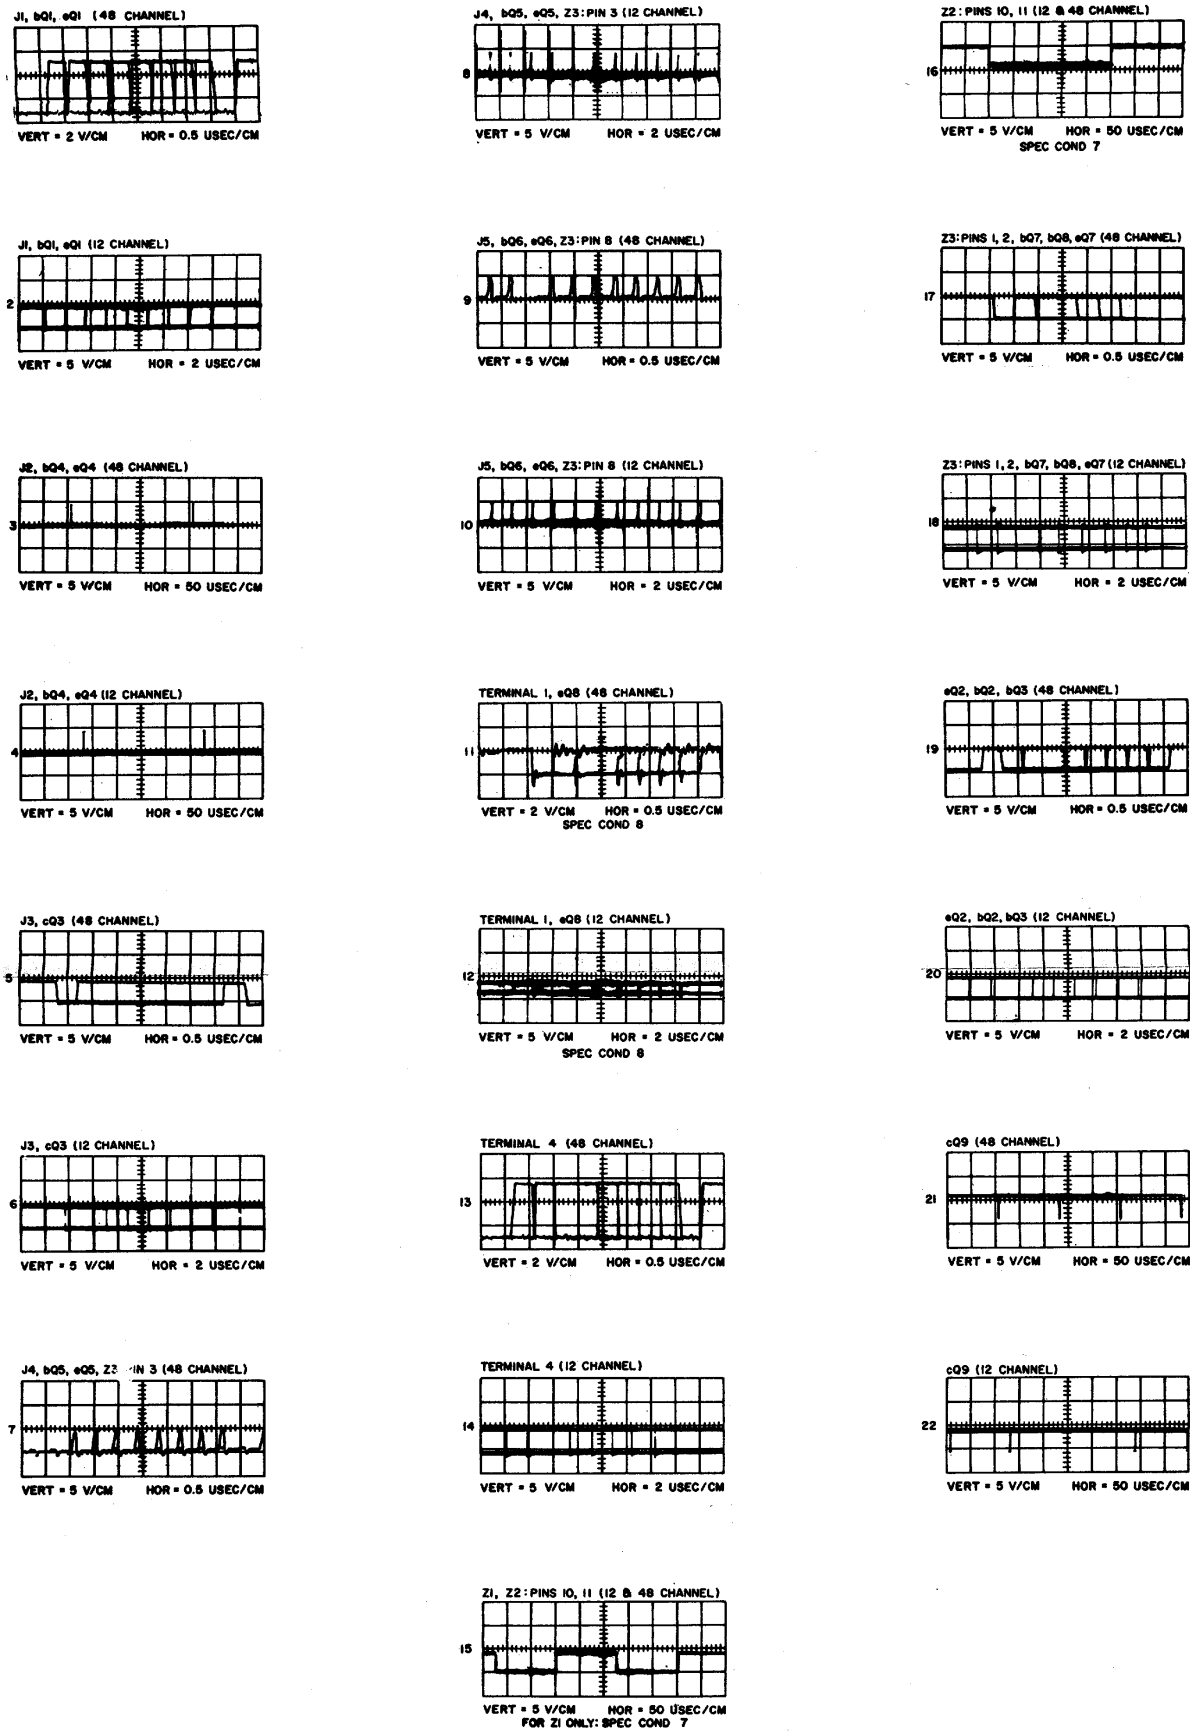 J1, bQ1, eQ1 (48 CHANNEL)
VERT = 2 V/CM HOR = 0.5 USEC/CM
J1, bQ1, eQ1 (12 CHANNEL)
2
VERT = 5 V/CM HOR = 2 USEC/CM
J2, bQ4, eQ4 (48 CHANNEL)
3
VERT = 5 V/CM HOR = 50 USEC/CM
J2, bQ4, eQ4 (12 CHANNEL)
4
VERT = 5 V/CM HOR = 50 USEC/CM
J3, cQ3 (48 CHANNEL)
5
VERT = 5 V/CM HOR = 0.5 USEC/CM
J3, cQ3 (12 CHANNEL)
6
VERT = 5 V/CM HOR = 2 USEC/CM
J4, bQ5, eQ5, Z3 IN 3 (48 CHANNEL)
7
VERT = 5 V/CM HOR = 0.5 USEC/CM
J4, bQ5, eQ5, Z3:PIN 3 (12 CHANNEL)
8
VERT = 5 V/CM HOR = 2 USEC/CM
J5, bQ6, eQ6, Z3:PIN 8 (48 CHANNEL)
9
VERT = 5 V/CM HOR = 0.5 USEC/CM
J5, bQ6, eQ6, Z3:PIN 8 (12 CHANNEL)
10
VERT = 5 V/CM HOR = 2 USEC/CM
TERMINAL 1, eQ8 (48 CHANNEL)
11
VERT = 2 V/CM HOR = 0.5 USEC/CM
SPEC COND 8
TERMINAL 1, eQ8 (12 CHANNEL)
12
VERT = 5 V/CM HOR = 2 USEC/CM
SPEC COND 8
TERMINAL 4 (48 CHANNEL)
13
VERT = 2 V/CM HOR = 0.5 USEC/CM
TERMINAL 4 (12 CHANNEL)
14
VERT = 5 V/CM HOR = 2 USEC/CM
Z1, Z2:PINS 10, 11 (12 & 48 CHANNEL)
15
VERT = 5 V/CM HOR = 50 USEC/CM
FOR Z1 ONLY: SPEC COND 7
Z2:PINS 10, 11 (12 & 48 CHANNEL)
16
VERT = 5 V/CM HOR = 50 USEC/CM
SPEC COND 7
Z3:PINS 1, 2, bQ7, bQ8, eQ7 (48 CHANNEL)
17
VERT = 5 V/CM HOR = 0.5 USEC/CM
Z3:PINS 1, 2, bQ7, bQ8, eQ7 (12 CHANNEL)
18
VERT = 5 V/CM HOR = 2 USEC/CM
eQ2, bQ2, bQ3 (48 CHANNEL)
19
VERT = 5 V/CM HOR = 0.5 USEC/CM
eQ2, bQ2, bQ3 (12 CHANNEL)
20
VERT = 5 V/CM HOR = 2 USEC/CM
cQ9 (48 CHANNEL)
21
VERT = 5 V/CM HOR = 50 USEC/CM
cQ9 (12 CHANNEL)
22
VERT = 5 V/CM HOR = 50 USEC/CM